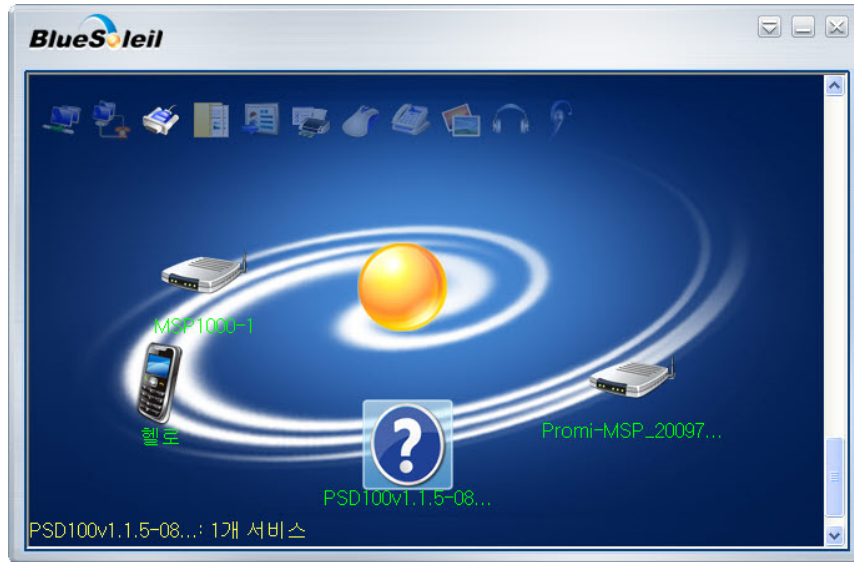 BlueSoleil
MSP1000-1
헬로
Promi-MSP_20097...
PSD100v1.1.5-08...
PSD100v1.1.5-08...: 1개 서비스